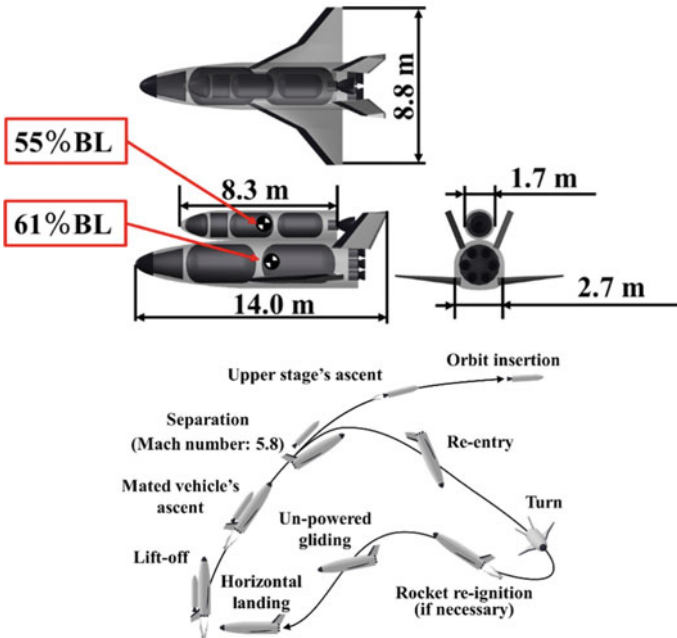 8.8 m
55%BL
8.3 m
1.7 m
61%BL
14.0 m
2.7 m
Orbit insertion
Upper stage's ascent
Separation
(Mach number: 5.8)
Re-entry
Mated vehicle's
ascent
Un-powered
gliding
Turn
Lift-off
Horizontal
landing
Rocket re-ignition
(if necessary)